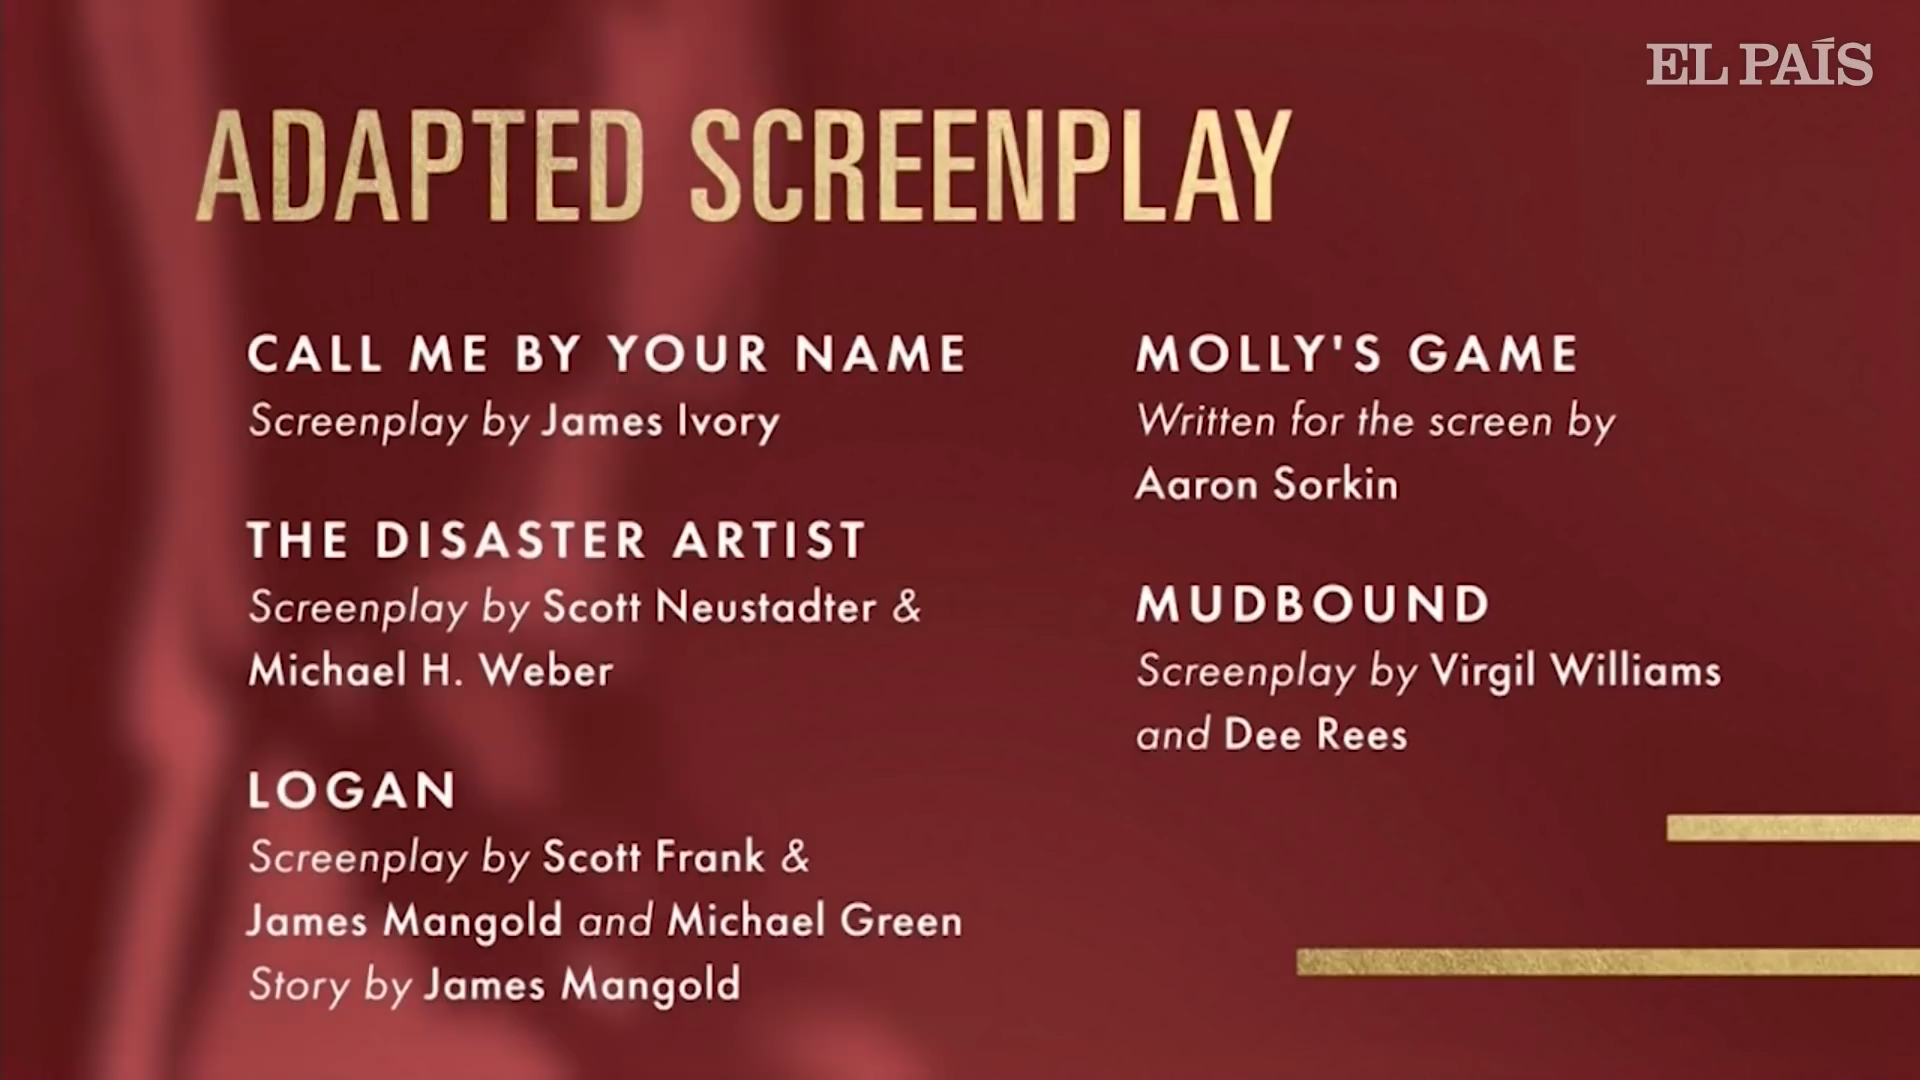 EL PAÍS
ADAPTED SCREENPLAY
CALL ME BY YOUR NAME
Screenplay by James Ivory
THE DISASTER ARTIST
Screenplay by Scott Neustadter &
Michael H. Weber
LOGAN
Screenplay by Scott Frank &
James Mangold and Michael Green
Story by James Mangold
MOLLY'S GAME
Written for the screen by
Aaron Sorkin
MUDBOUND
Screenplay by Virgil Williams
and Dee Rees